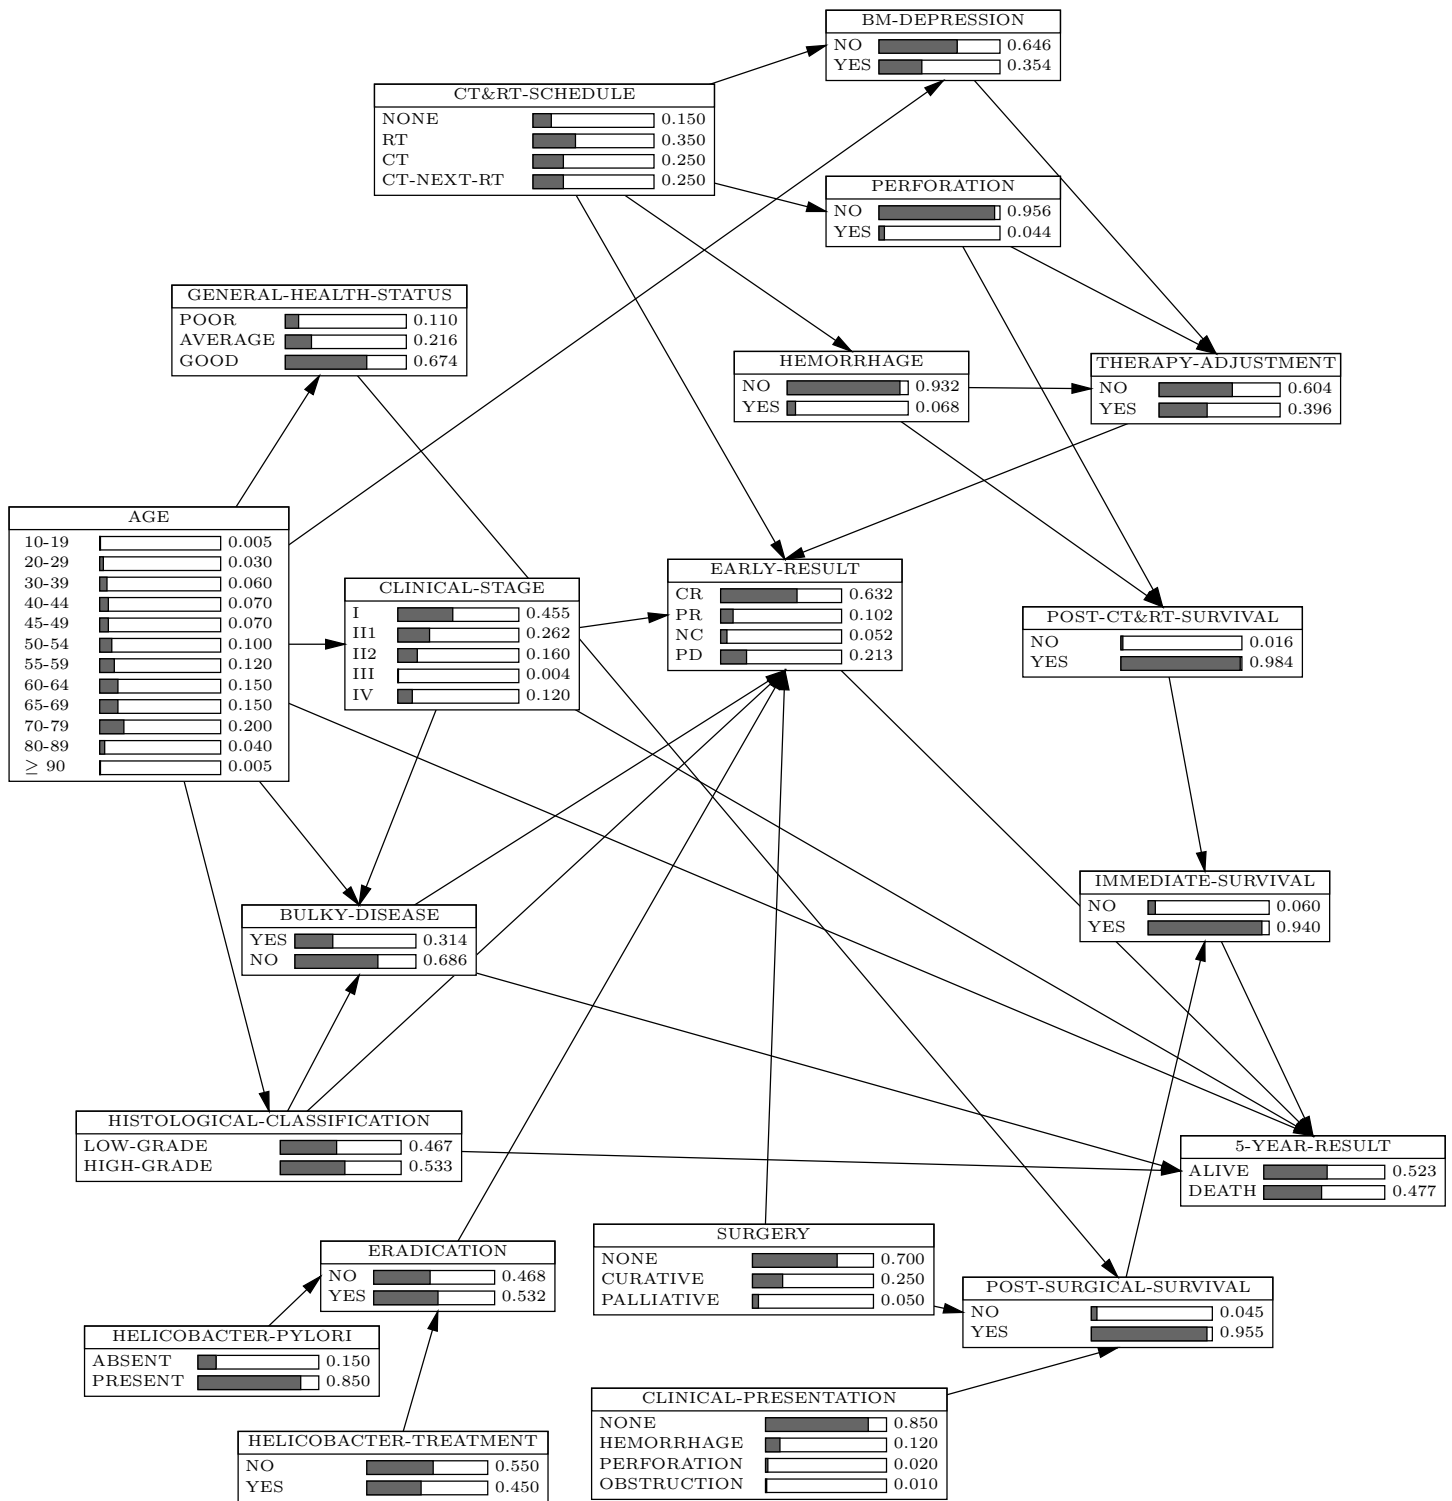 BM-DEPRESSION
NO 0.646
YES 0.354
CT&RT-SCHEDULE
NONE 0.150
RT 0.350
CT 0.250
CT-NEXT-RT 0.250
PERFORATION
NO 0.956
YES 0.044
GENERAL-HEALTH-STATUS
POOR 0.110
AVERAGE 0.216
GOOD 0.674
HEMORRHAGE
NO 0.932
YES 0.068
THERAPY-ADJUSTMENT
NO 0.604
YES 0.396
AGE
10-19 0.005
20-29 0.030
30-39 0.060
40-44 0.070
45-49 0.070
50-54 0.100
55-59 0.120
60-64 0.150
65-69 0.150
70-79 0.200
80-89 0.040
≥ 90 0.005
CLINICAL-STAGE
I 0.455
II1 0.262
II2 0.160
III 0.004
IV 0.120
EARLY-RESULT
CR 0.632
PR 0.102
NC 0.052
PD 0.213
POST-CT&RT-SURVIVAL
NO 0.016
YES 0.984
IMMEDIATE-SURVIVAL
NO 0.060
YES 0.940
BULKY-DISEASE
YES 0.314
NO 0.686
HISTOLOGICAL-CLASSIFICATION
LOW-GRADE 0.467
HIGH-GRADE 0.533
5-YEAR-RESULT
ALIVE 0.523
DEATH 0.477
SURGERY
NONE 0.700
CURATIVE 0.250
PALLIATIVE 0.050
ERADICATION
NO 0.468
YES 0.532
POST-SURGICAL-SURVIVAL
NO 0.045
YES 0.955
HELICOBACTER-PYLORI
ABSENT 0.150
PRESENT 0.850
CLINICAL-PRESENTATION
NONE 0.850
HEMORRHAGE 0.120
PERFORATION 0.020
OBSTRUCTION 0.010
HELICOBACTER-TREATMENT
NO 0.550
YES 0.450